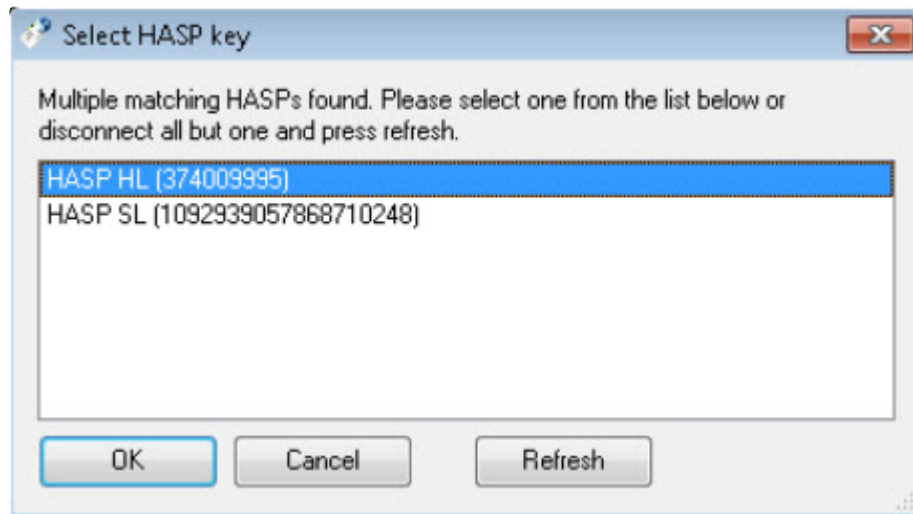 Select HASP key
Multiple matching HASPs found. Please select one from the list below or
disconnect all but one and press refresh.
HASP HL (374009995)
HASP SL (1092939057868710248)
OK
Cancel
Refresh